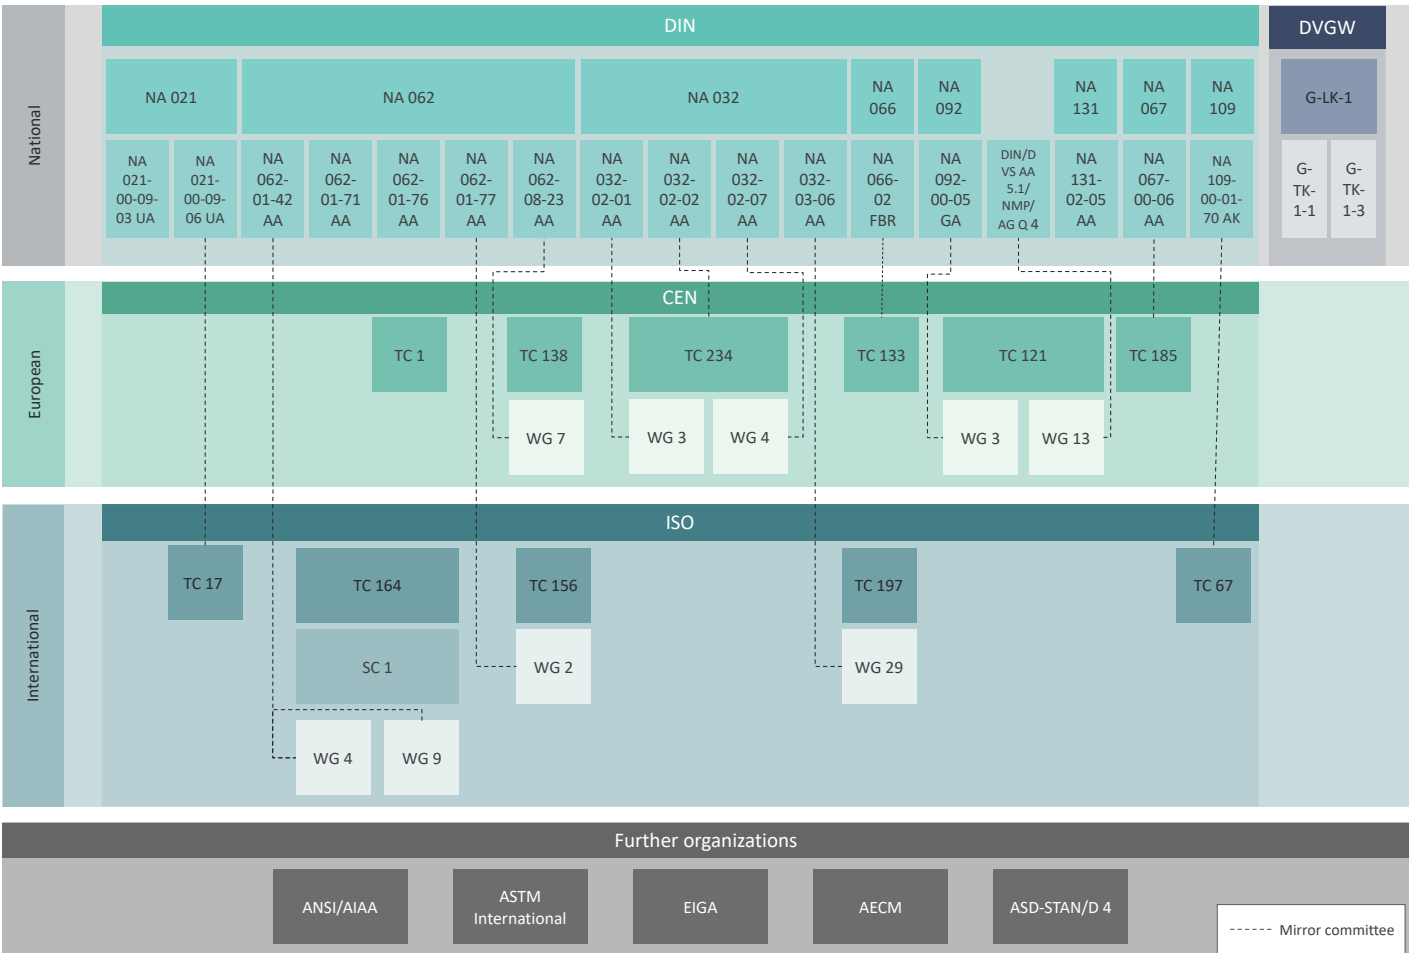 DIN
DVGW
National
NA 021
NA 062
NA 032
NA
066
NA
092
NA
131
NA
067
NA
109
G-LK-1
NA
021-
00-09-
03 UA
NA
021-
00-09-
06 UA
NA
062-
01-42
AA
NA
062-
01-71
AA
NA
062-
01-76
AA
NA
062-
01-77
AA
NA
062-
08-23
AA
NA
032-
02-01
AA
NA
032-
02-02
AA
NA
032-
02-07
AA
NA
032-
03-06
AA
NA
066-
02
FBR
NA
092-
00-05
GA
DIN/D
VS AA
5.1/
NMP/
AG Q 4
NA
131-
02-05
AA
NA
067-
00-06
AA
NA
109-
00-01-
70 AK
G-
TK-
1-1
G-
TK-
1-3
European
CEN
TC 1
TC 138
TC 234
TC 133
TC 121
TC 185
WG 7
WG 3
WG 4
WG 3
WG 13
International
ISO
TC 17
TC 164
TC 156
TC 197
TC 67
SC 1
WG 2
WG 29
WG 4
WG 9
Further organizations
ANSI/AIAA
ASTM
International
EIGA
AECM
ASD-STAN/D 4
Mirror committee